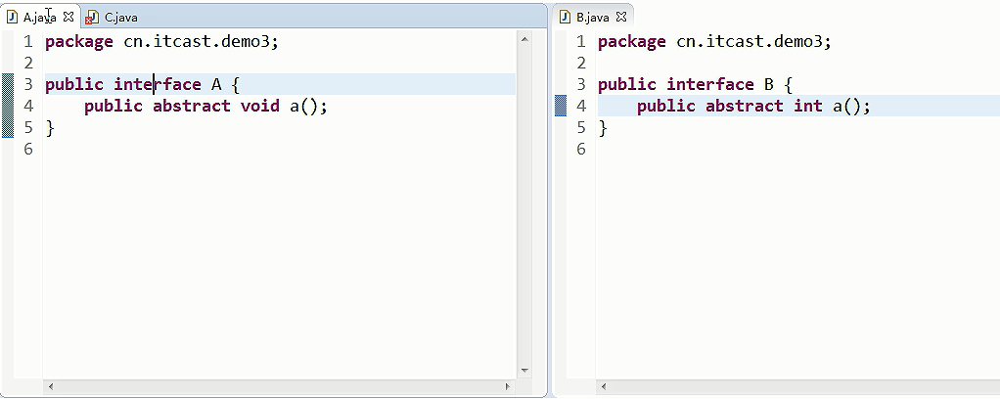 A.java
C.java
1 package cn.itcast.demo3;
2
3 public interface A {
4     public abstract void a();
5 }
6
B.java
1 package cn.itcast.demo3;
2
3 public interface B {
4     public abstract int a();
5 }
6